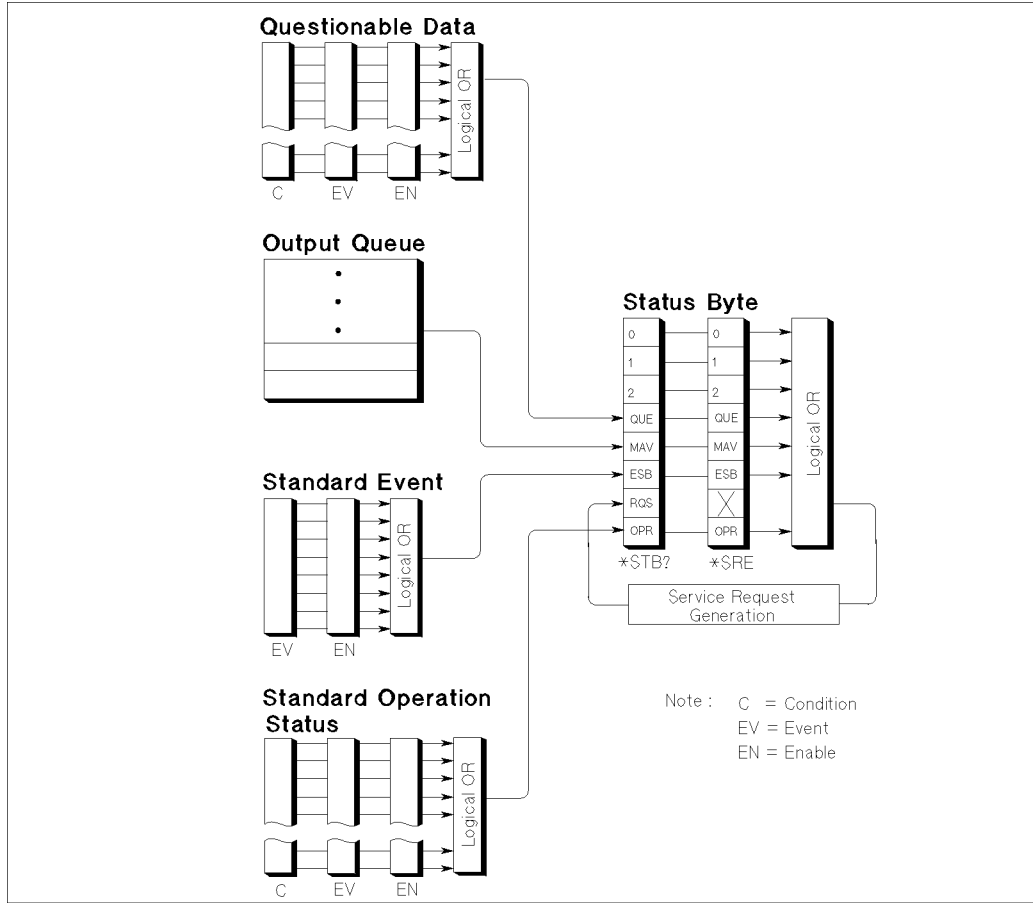 Questionable Data
Logical OR
C EV EN
Output Queue
Status Byte
0 0
1 1
2 2
QUE QUE
MAV MAV
ESB ESB
RQS
OPR OPR
Logical OR
*STB? *SRE
Service Request
Generation
Standard Event
Logical OR
EV EN
Standard Operation
Status
Logical OR
C EV EN
Note : C = Condition
EV = Event
EN = Enable